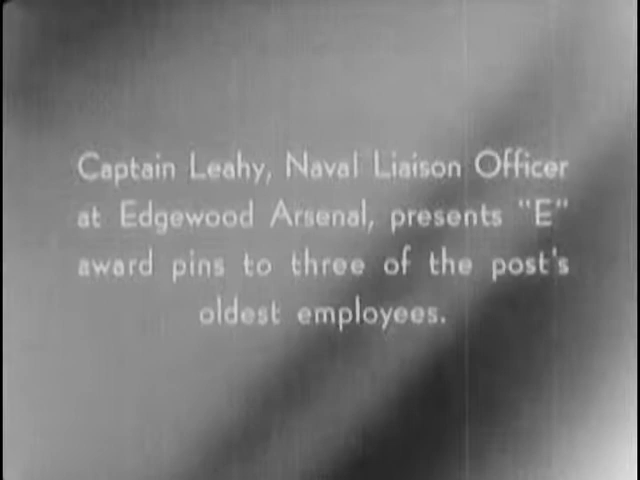 Captain Leahy, Naval Liaison Officer
at Edgewood Arsenal, presents "E"
award pins to three of the post's
oldest employees.